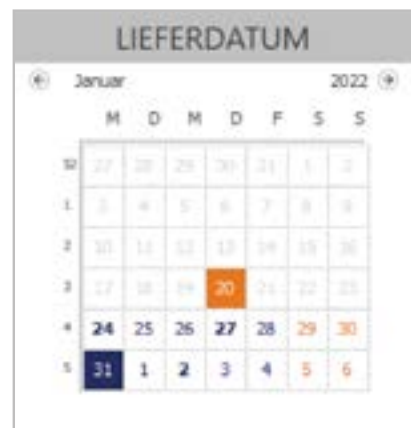 LIEFERDATUM
Januar 2022
M D M D F S S
52 27 28 29 30 31 1 2
1 3 4 5 6 7 8 9
2 10 11 12 13 14 15 16
3 17 18 19 20 21 22 23
4 24 25 26 27 28 29 30
5 31 1 2 3 4 5 6